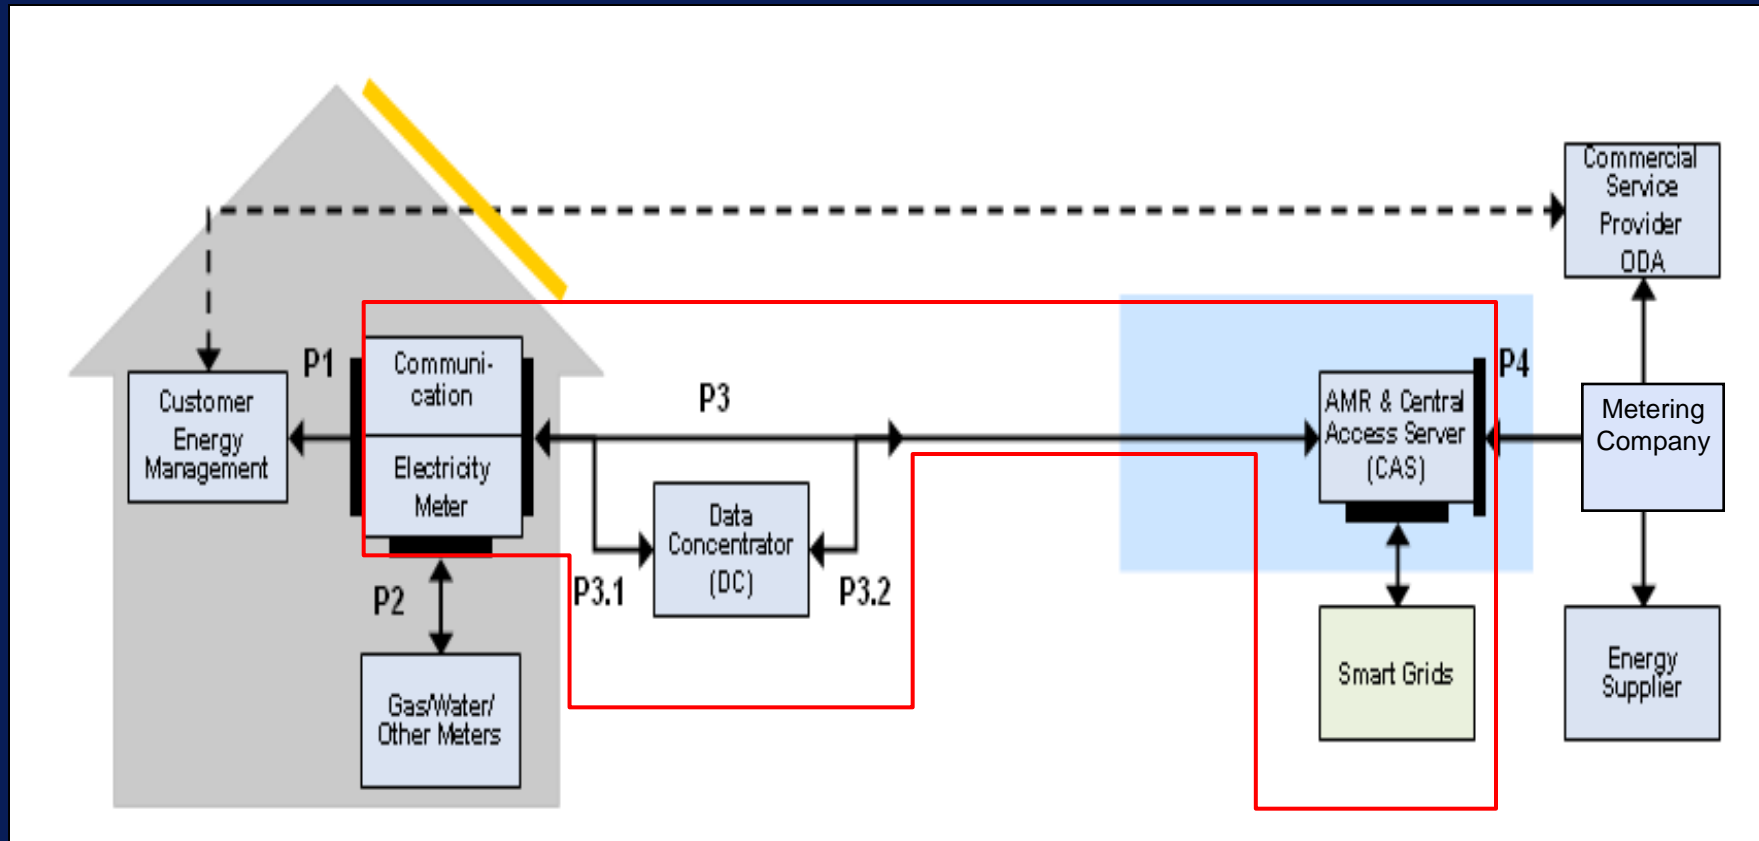 Commercial
Service
Provider
ODA
P1
Communi-
cation
P3
P4
Customer
Energy
Management
AMR & Central
Access Server
(CAS)
Metering
Company
Electricity
Meter
Data
Concentrator
(DC)
P2
P3.1
P3.2
Gas/Water/
Other Meters
Smart Grids
Energy
Supplier